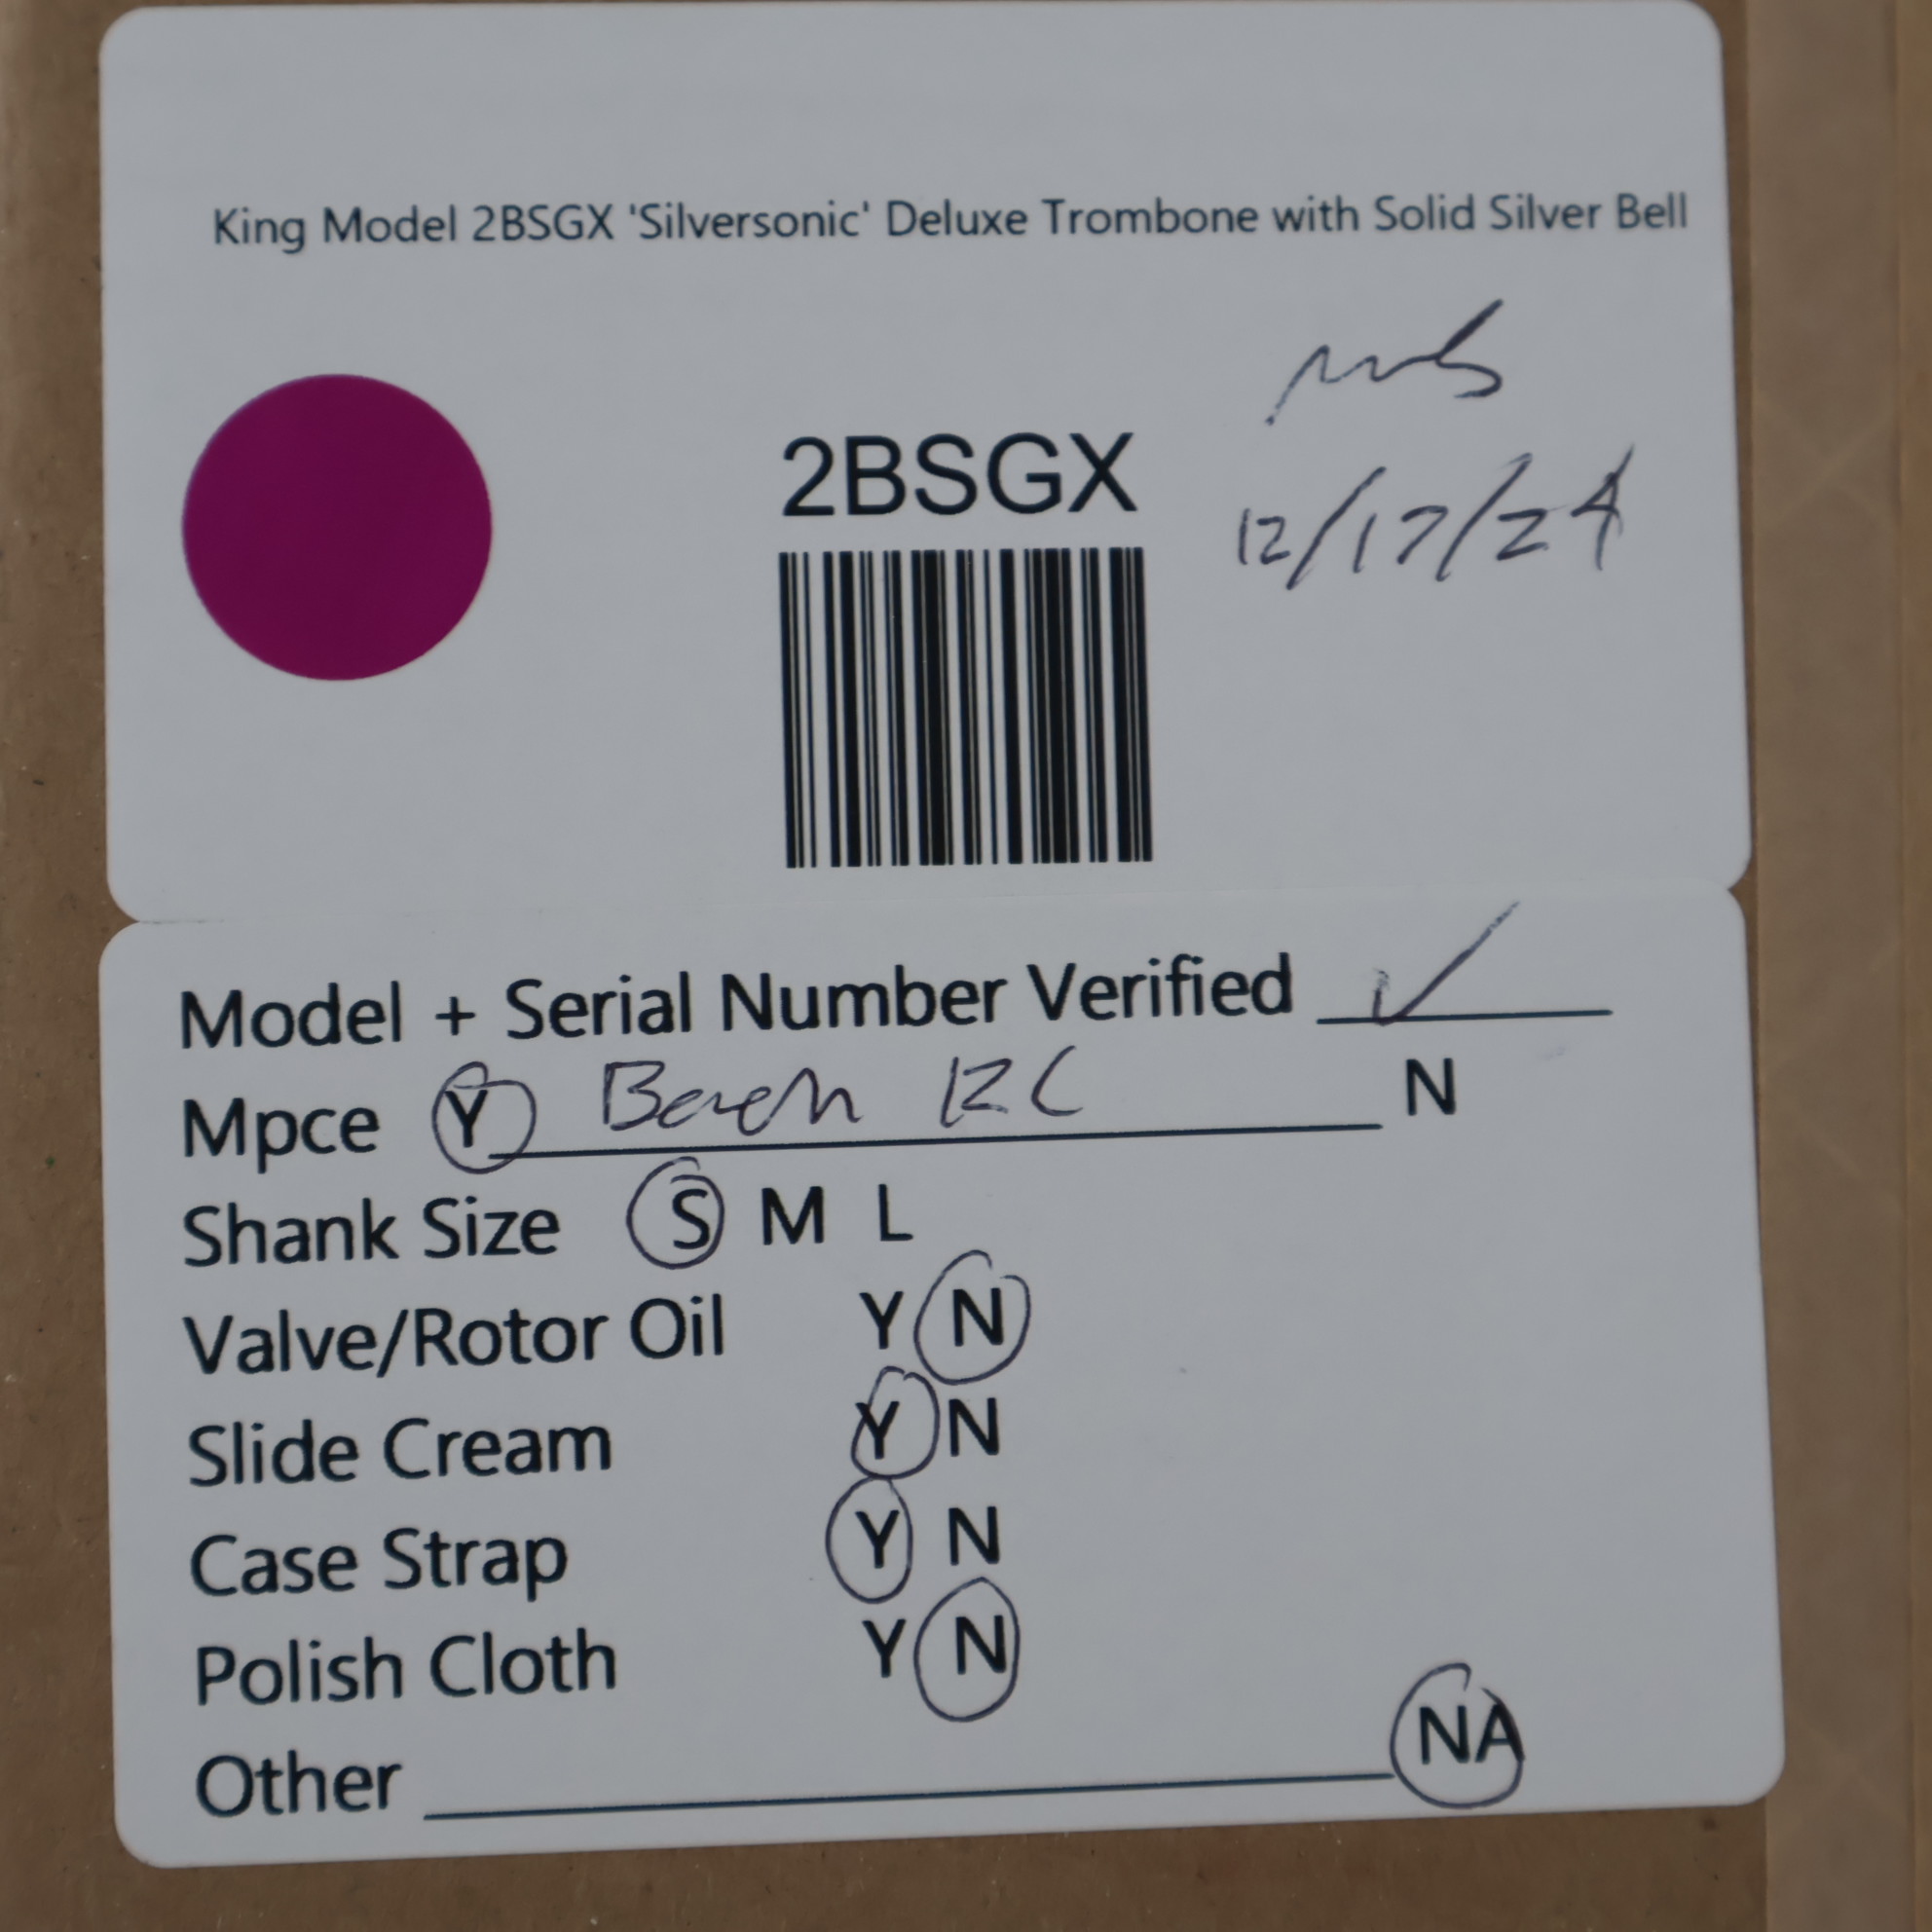 King Model 2BSGX 'Silversonic' Deluxe Trombone with Solid Silver Bell
2BSGX
12/17/24
Model + Serial Number Verified ✓
Mpce Y Bach 12C N
Shank Size S M L
Valve/Rotor Oil Y N
Slide Cream Y N
Case Strap Y N
Polish Cloth Y N
Other NA